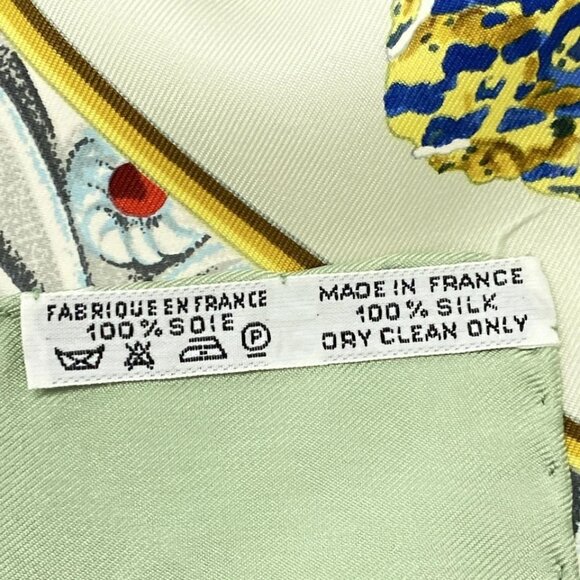 FABRIQUE EN FRANCE
100% SOIE
P
MADE IN FRANCE
100% SILK
DRY CLEAN ONLY